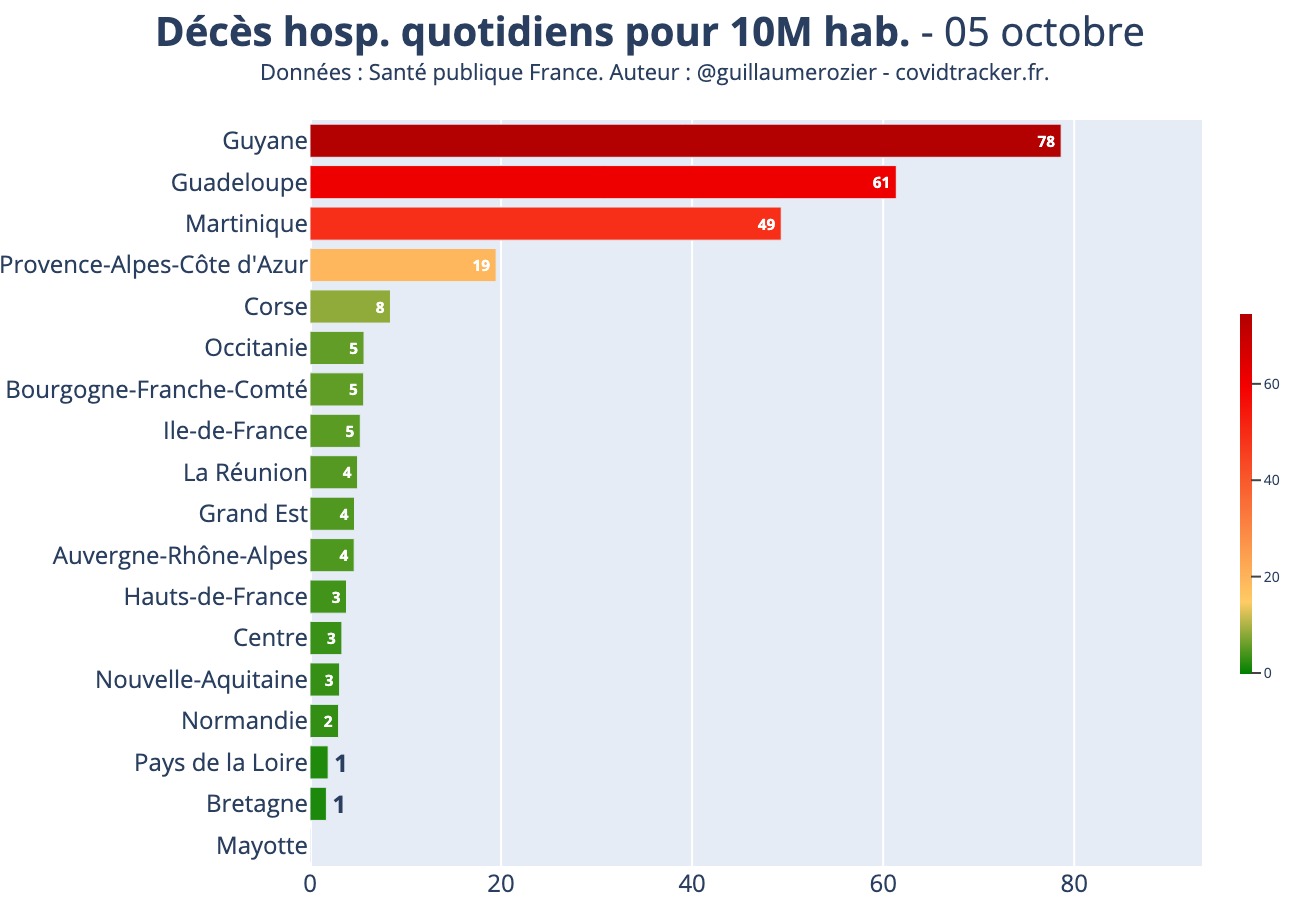 Décès hosp. quotidiens pour 10M hab. - 05 octobre
Données : Santé publique France. Auteur : @guillaumerozier - covidtracker.fr.
Guyane 78
Guadeloupe 61
Martinique 49
Provence-Alpes-Côte d'Azur 19
Corse 8
Occitanie 5
Bourgogne-Franche-Comté 5
Ile-de-France 5
La Réunion 4
Grand Est 4
Auvergne-Rhône-Alpes 4
Hauts-de-France 3
Centre 3
Nouvelle-Aquitaine 3
Normandie 2
Pays de la Loire 1
Bretagne 1
Mayotte
0 20 40 60 80
60
40
20
0